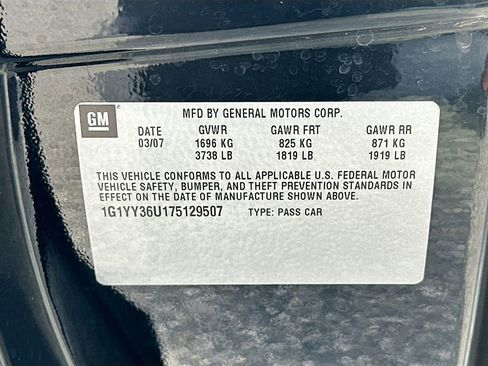 GM
MFD BY GENERAL MOTORS CORP.
DATE GVWR GAWR FRT GAWR RR
03/07 1696 KG 825 KG 871 KG
3738 LB 1819 LB 1919 LB
THIS VEHICLE CONFORMS TO ALL APPLICABLE U.S. FEDERAL MOTOR
VEHICLE SAFETY, BUMPER, AND THEFT PREVENTION STANDARDS IN
EFFECT ON THE DATE OF MANUFACTURE SHOWN ABOVE.
1G1YY36U175129507 TYPE: PASS CAR